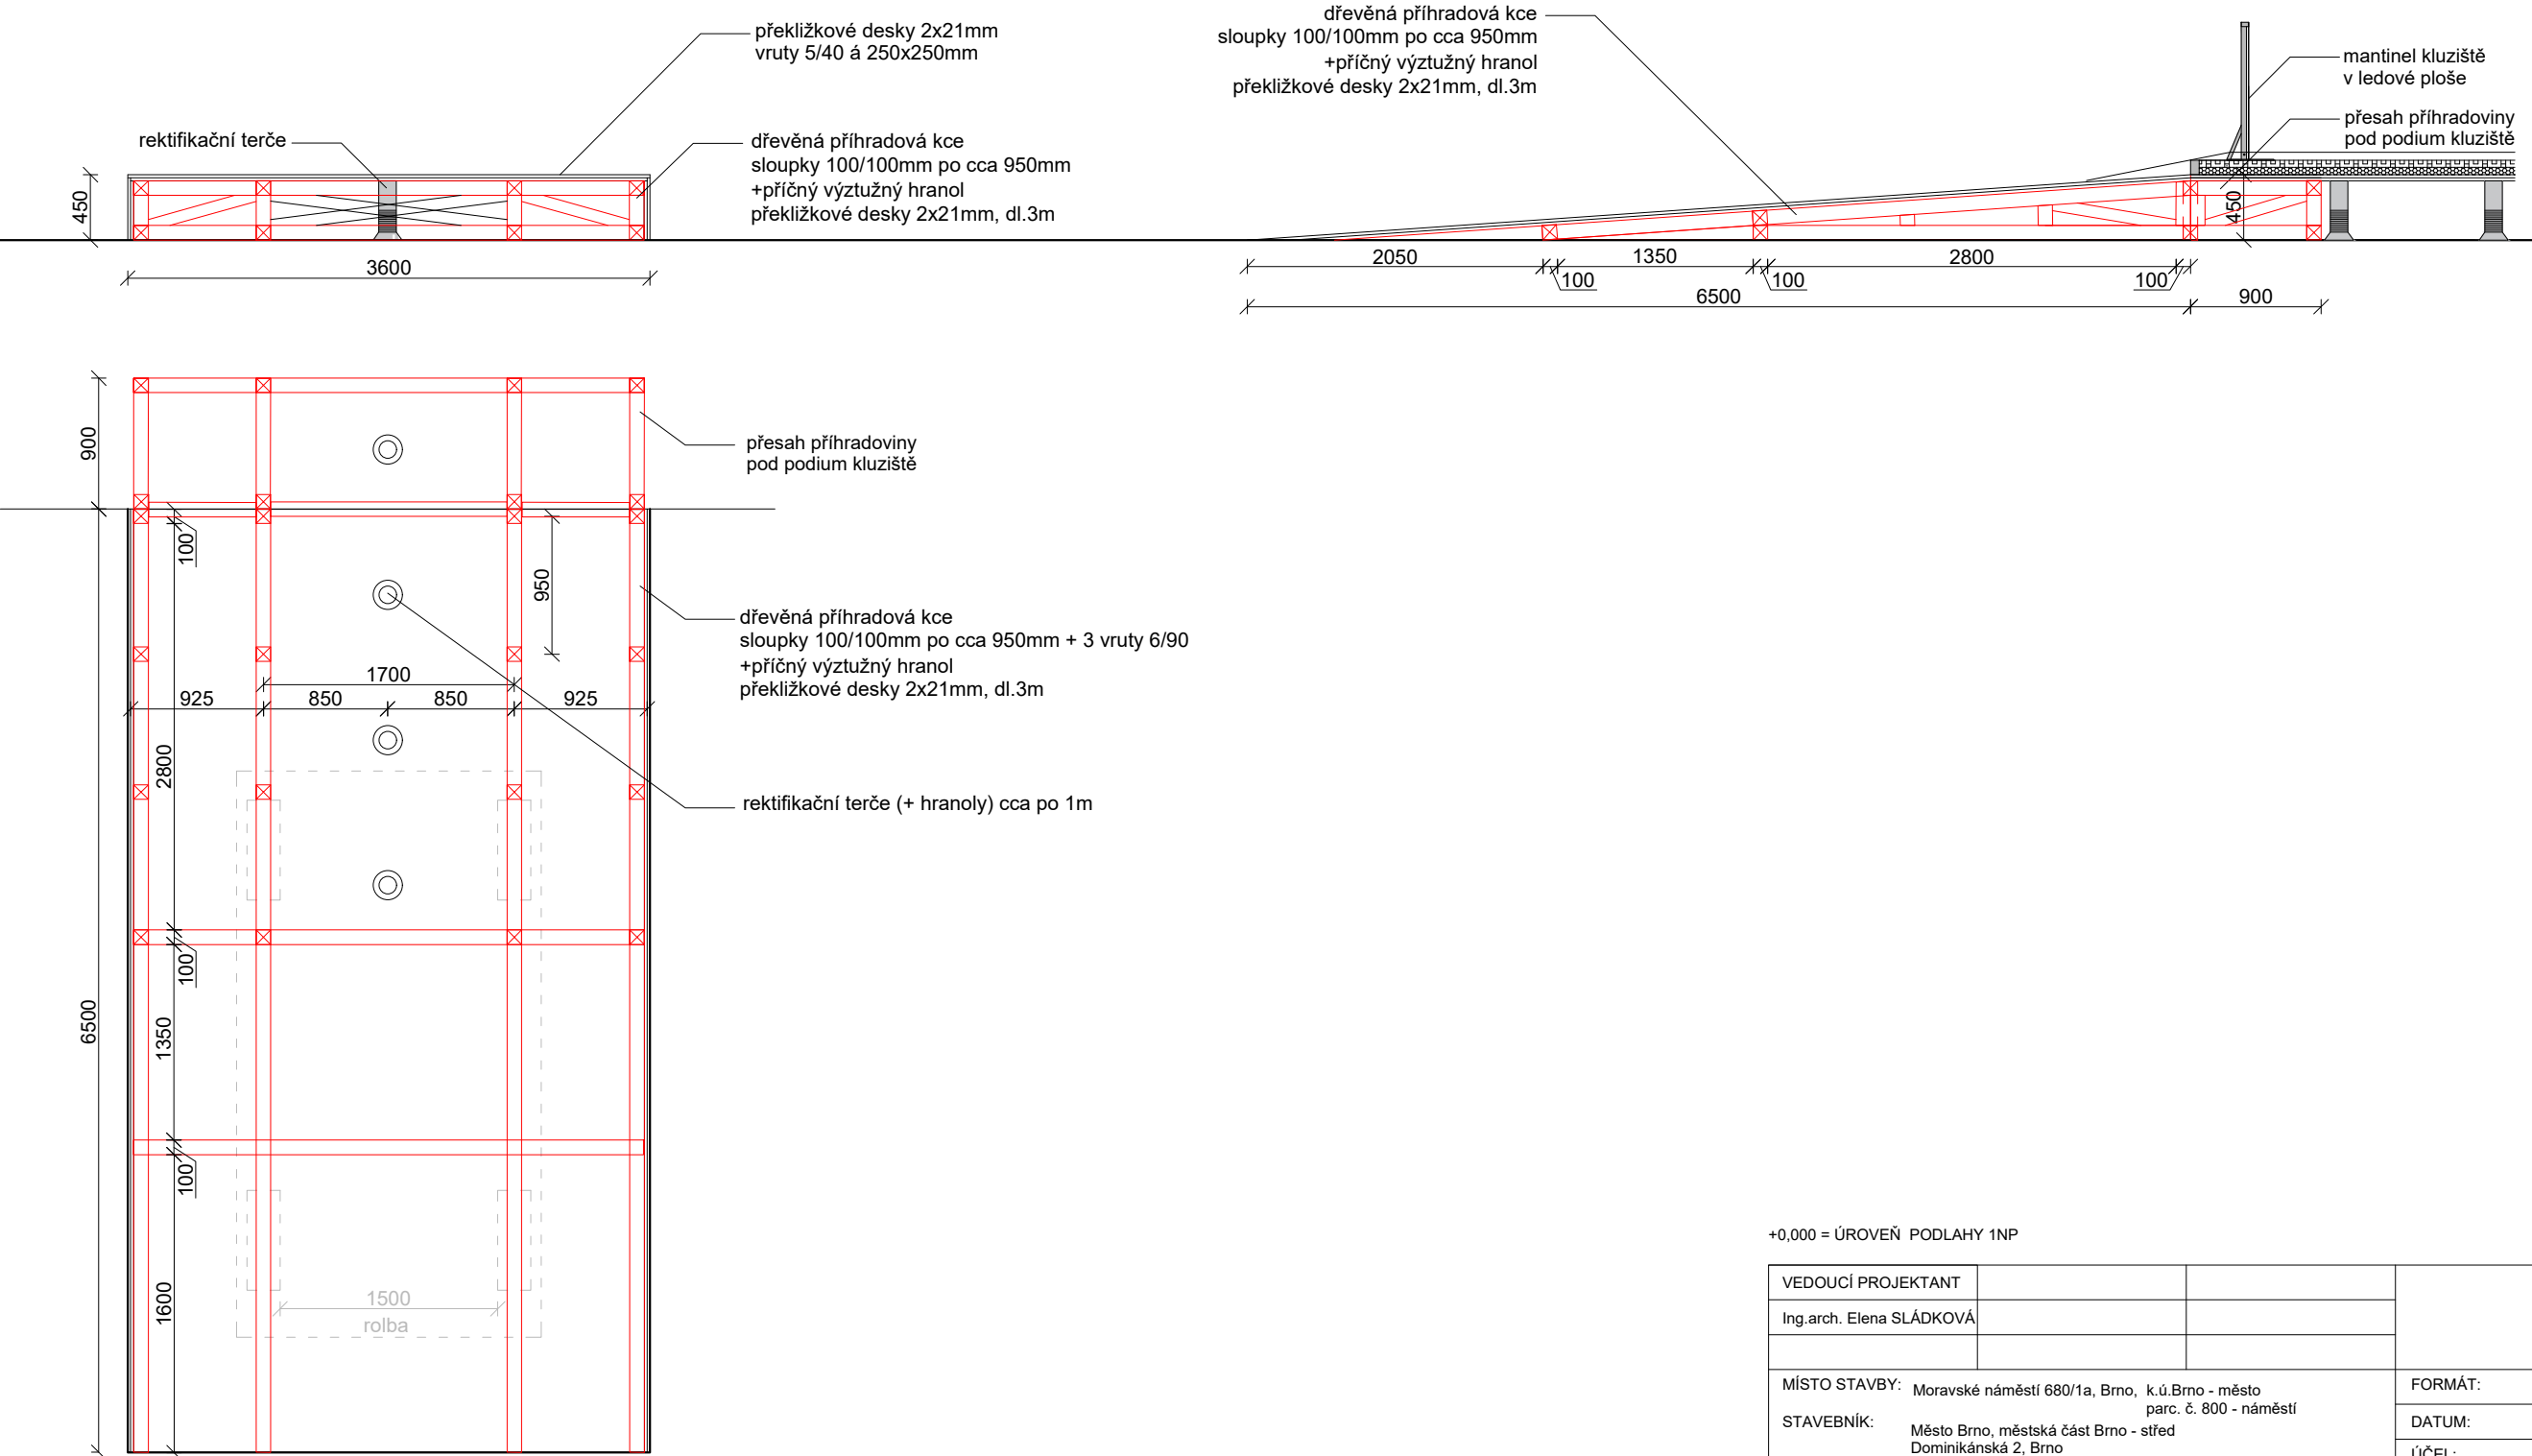 překližkové desky 2x21mm
vruty 5/40 á 250x250mm
rektifikační terče
dřevěná příhradová kce
sloupky 100/100mm po cca 950mm
+příčný výztužný hranol
překližkové desky 2x21mm, dl.3m
450
3600
dřevěná příhradová kce
sloupky 100/100mm po cca 950mm
+příčný výztužný hranol
překližkové desky 2x21mm, dl.3m
mantinel kluziště
v ledové ploše
přesah příhradoviny
pod podium kluziště
450
2050
1350
2800
100
100
100
6500
900
900
přesah příhradoviny
pod podium kluziště
100
950
dřevěná příhradová kce
sloupky 100/100mm po cca 950mm + 3 vruty 6/90
+příčný výztužný hranol
překližkové desky 2x21mm, dl.3m
1700
925
850
850
925
2800
rektifikační terče (+ hranoly) cca po 1m
100
6500
1350
100
1600
1500
rolba
+0,000 = ÚROVEŇ PODLAHY 1NP
VEDOUCÍ PROJEKTANT
Ing.arch. Elena SLÁDKOVÁ
MÍSTO STAVBY: Moravské náměstí 680/1a, Brno, k.ú.Brno - město
parc. č. 800 - náměstí
FORMÁT:
STAVEBNÍK: Město Brno, městská část Brno - střed
Dominikánská 2, Brno
DATUM:
ÚČEL: